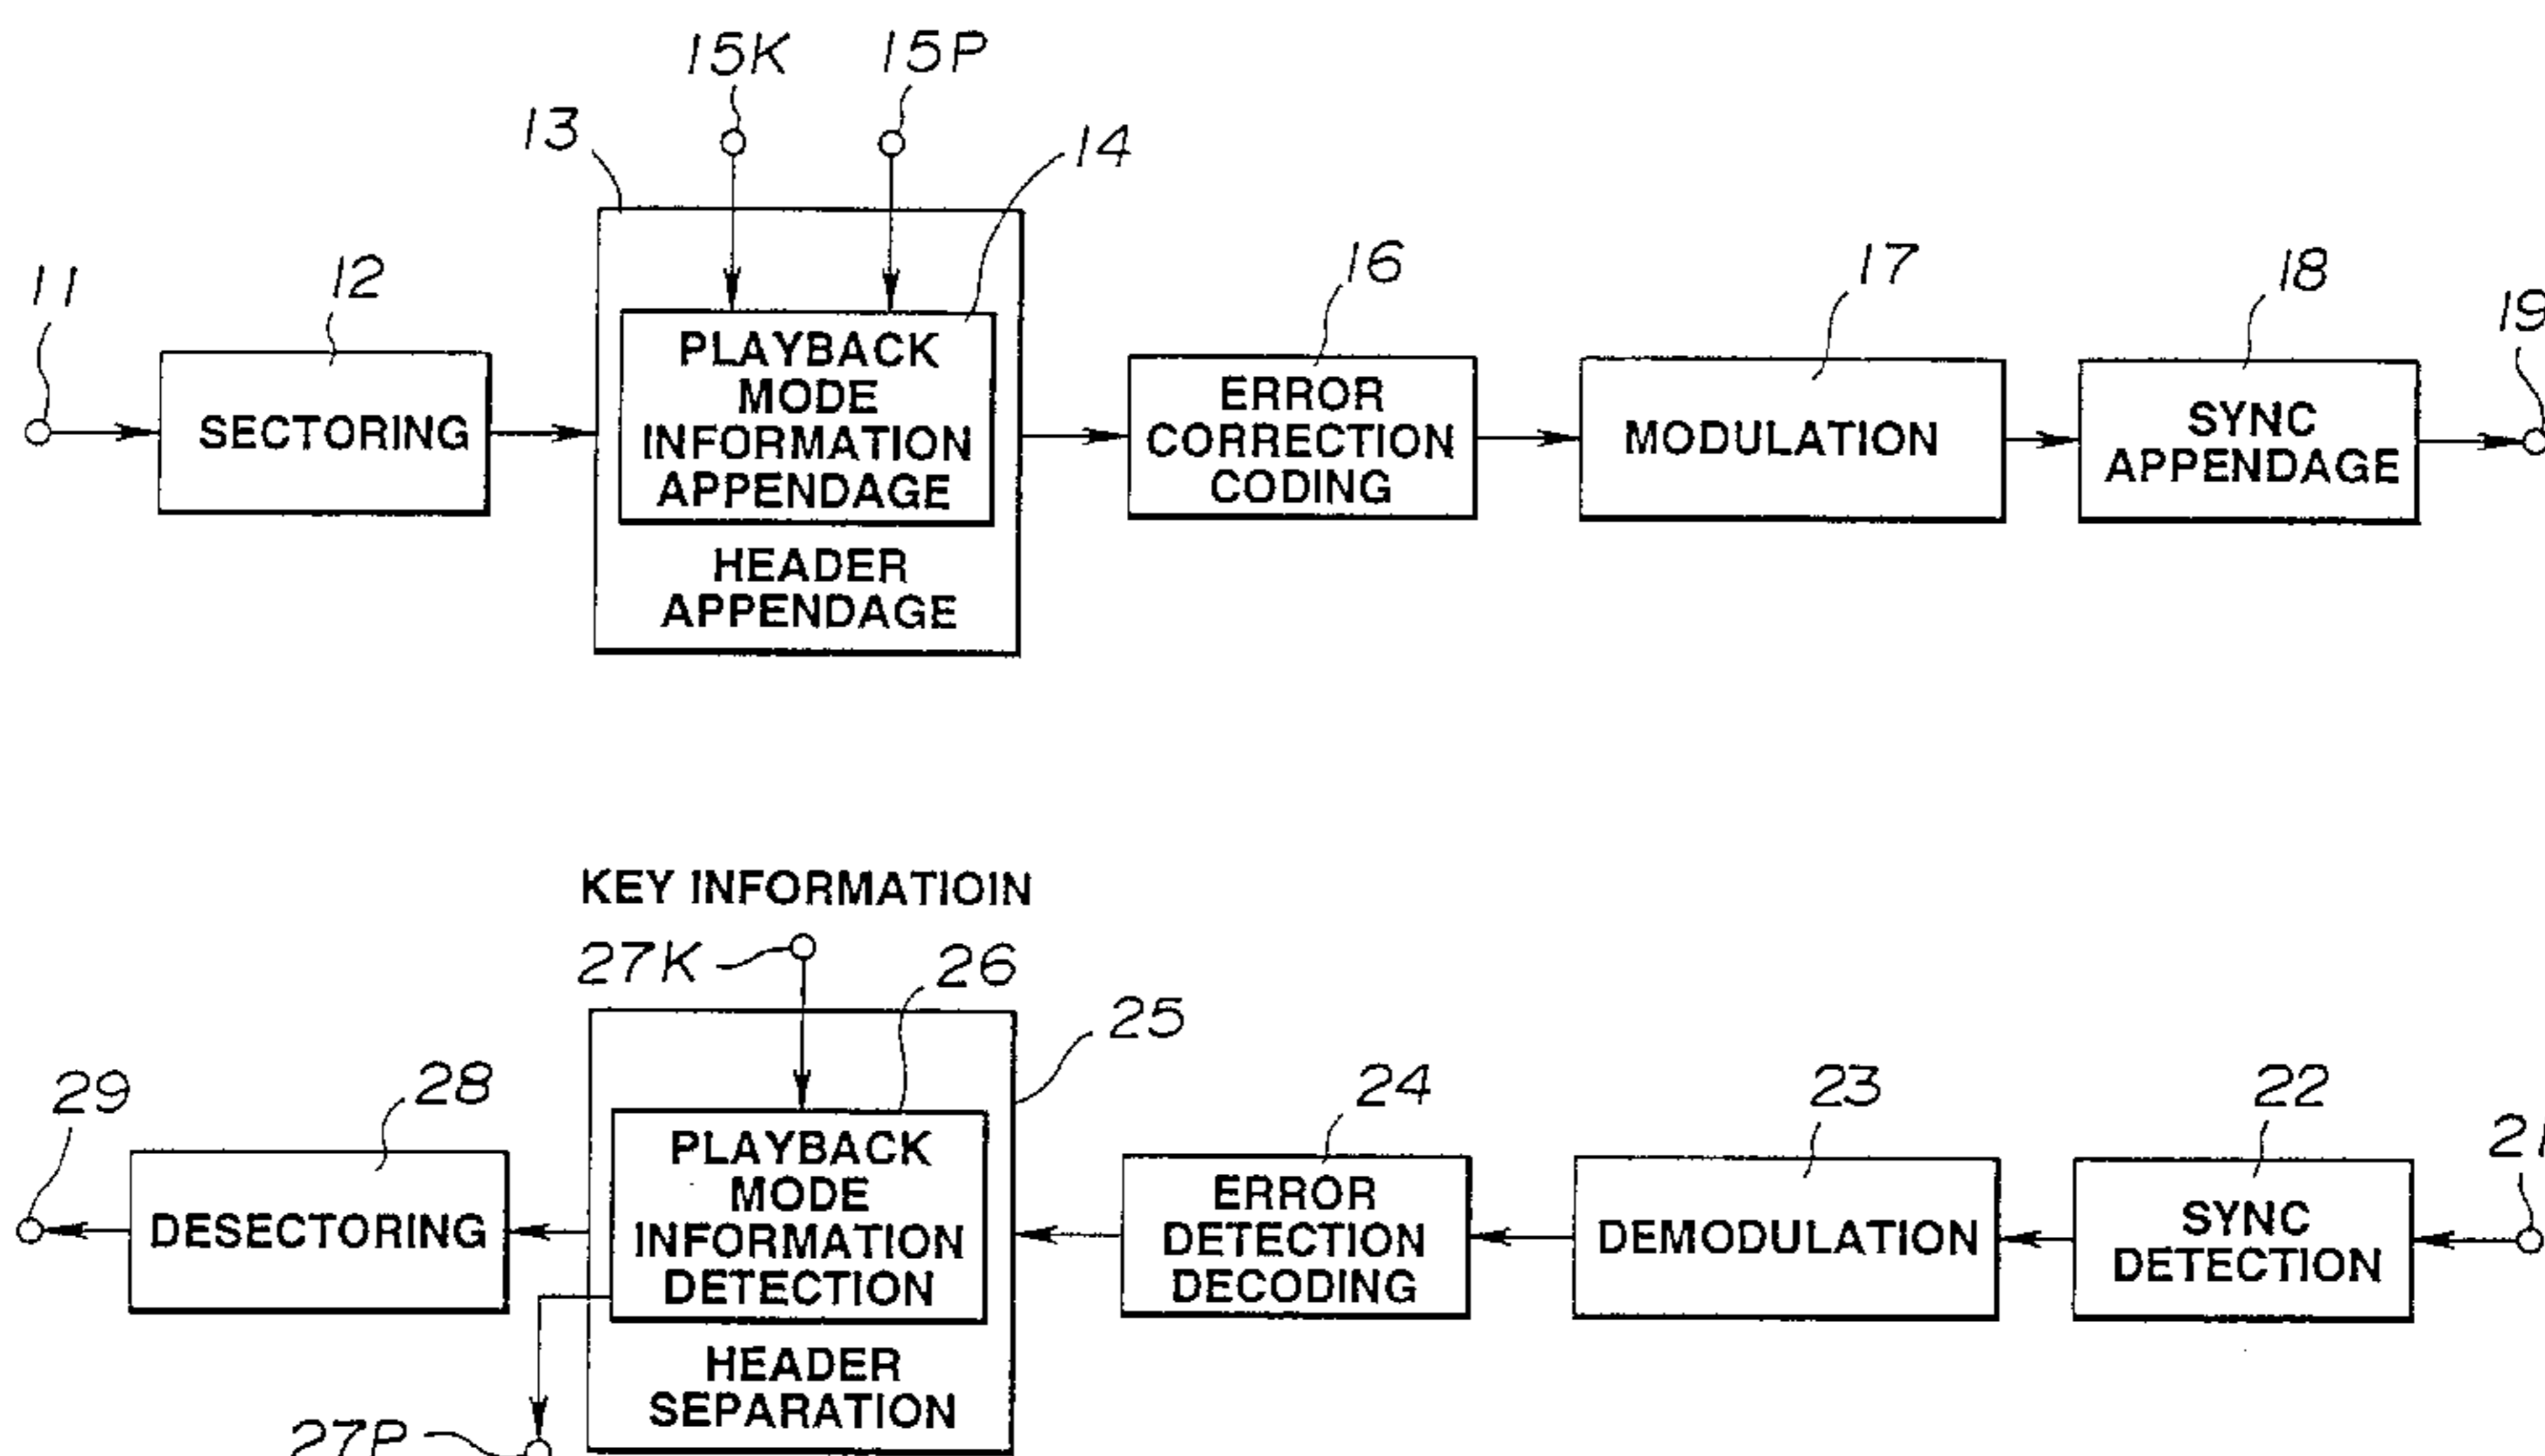 15K
15P
13
14
11
12
16
17
18
19
SECTORING
PLAYBACK
MODE
INFORMATION
APPENDAGE
HEADER
APPENDAGE
ERROR
CORRECTION
CODING
MODULATION
SYNC
APPENDAGE
KEY INFORMATIOIN
27K
26
25
29
28
24
23
22
21
DESECTORING
PLAYBACK
MODE
INFORMATION
DETECTION
HEADER
SEPARATION
ERROR
DETECTION
DECODING
DEMODULATION
SYNC
DETECTION
27P